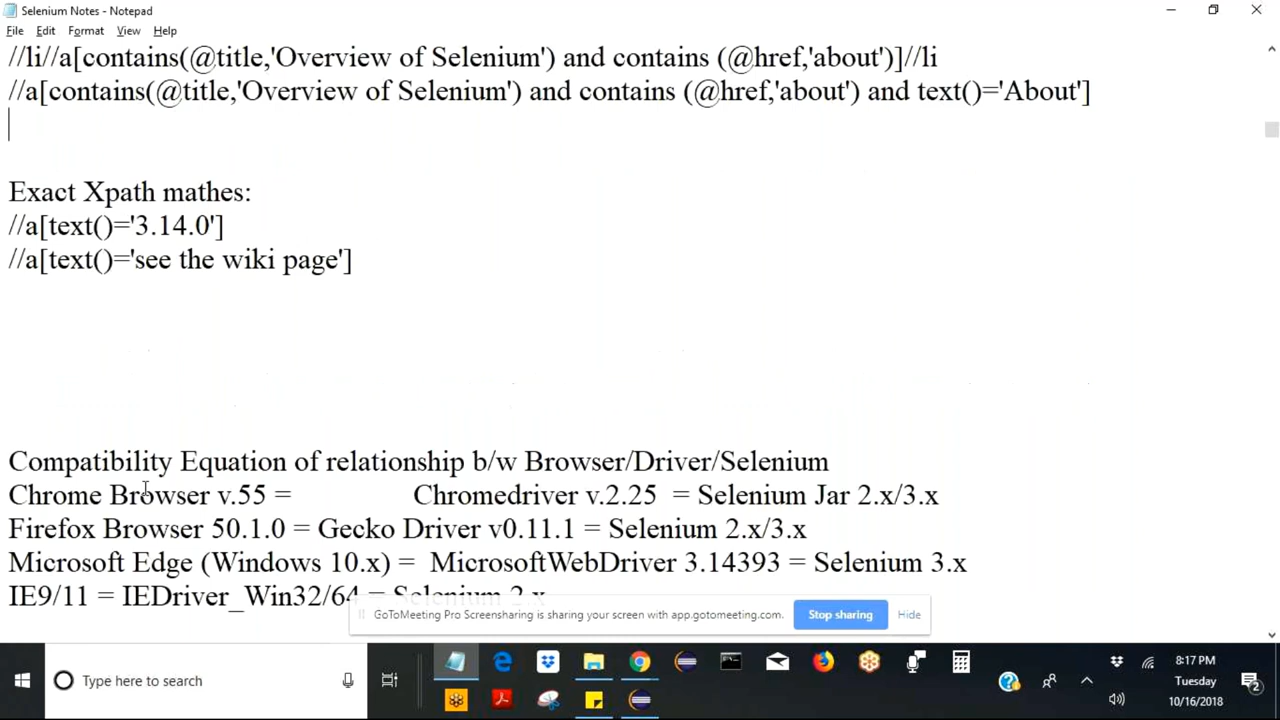 Selenium Notes - Notepad
File Edit Format View Help
//li//a[contains(@title,'Overview of Selenium') and contains (@href,'about')]//li
//a[contains(@title,'Overview of Selenium') and contains (@href,'about') and text()='About']
Exact Xpath mathes:
//a[text()='3.14.0']
//a[text()='see the wiki page']
Compatibility Equation of relationship b/w Browser/Driver/Selenium
Chrome Browser v.55 = Chromedriver v.2.25 = Selenium Jar 2.x/3.x
Firefox Browser 50.1.0 = Gecko Driver v0.11.1 = Selenium 2.x/3.x
Microsoft Edge (Windows 10.x) = MicrosoftWebDriver 3.14393 = Selenium 3.x
IE9/11 = IEDriver_Win32/64 = Selenium 2.x
GoToMeeting Pro Screensharing is sharing your screen with app.gotomeeting.com. Stop sharing Hide
Type here to search
8:17 PM
Tuesday
10/16/2018
2